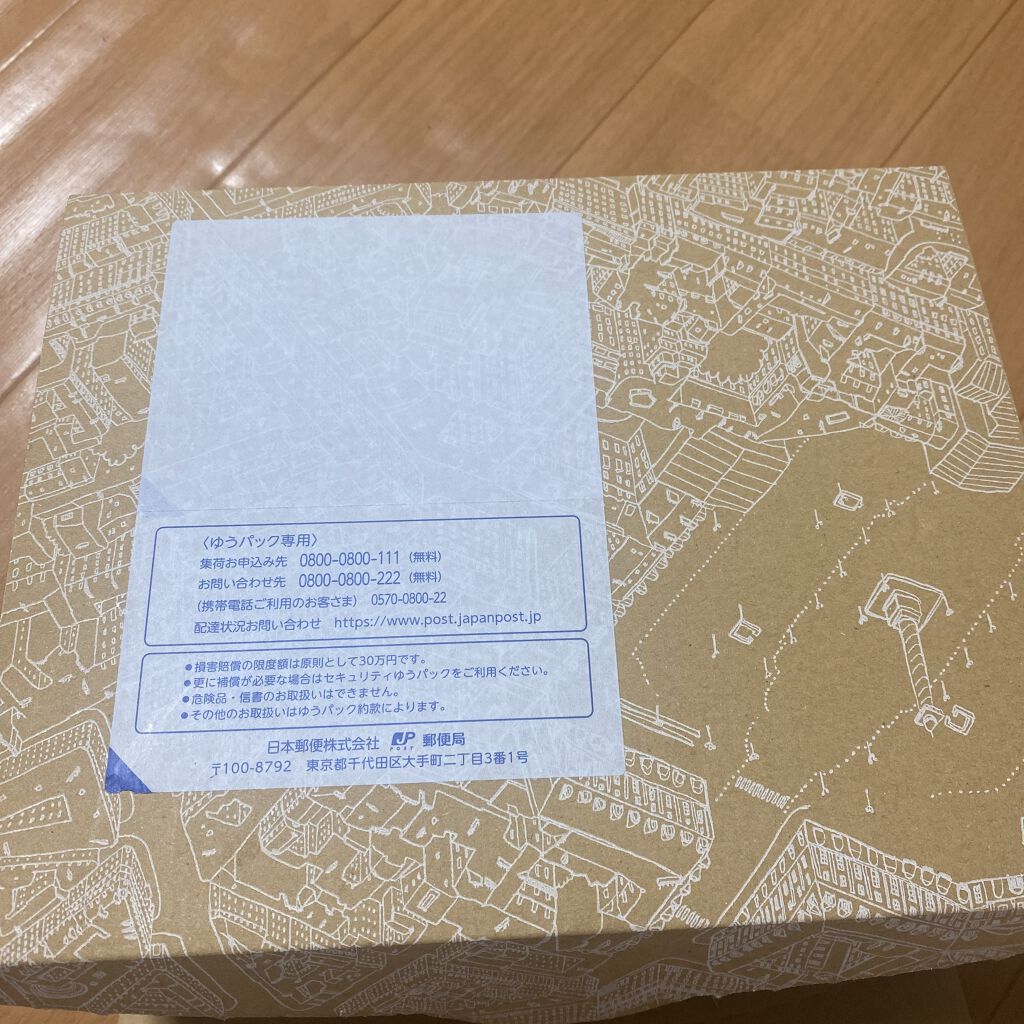 〈ゆうパック専用〉
集荷お申込み先 0800-0800-111 (無料)
お問い合わせ先 0800-0800-222 (無料)
(携帯電話ご利用のお客さま) 0570-0800-22
配達状況お問い合わせ https://www.post.japanpost.jp
●損害賠償の限度額は原則として30万円です。
●更に補償が必要な場合はセキュリティゆうパックをご利用ください。
●危険品・信書のお取扱いはできません。
●その他のお取扱いはゆうパック約款によります。
日本郵便株式会社 JP POST 郵便局
〒100-8792 東京都千代田区大手町二丁目3番1号